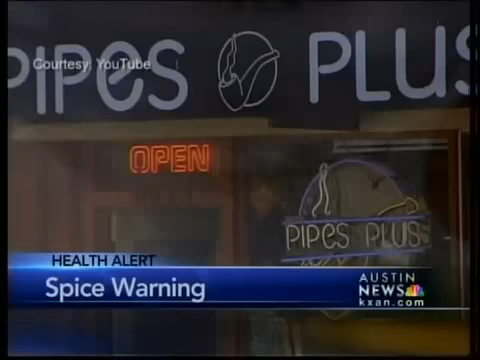 PIPES PLUS
Courtesy: YouTube
OPEN
PIPES PLUS
HEALTH ALERT
Spice Warning
AUSTIN
NEWS
kxan.com